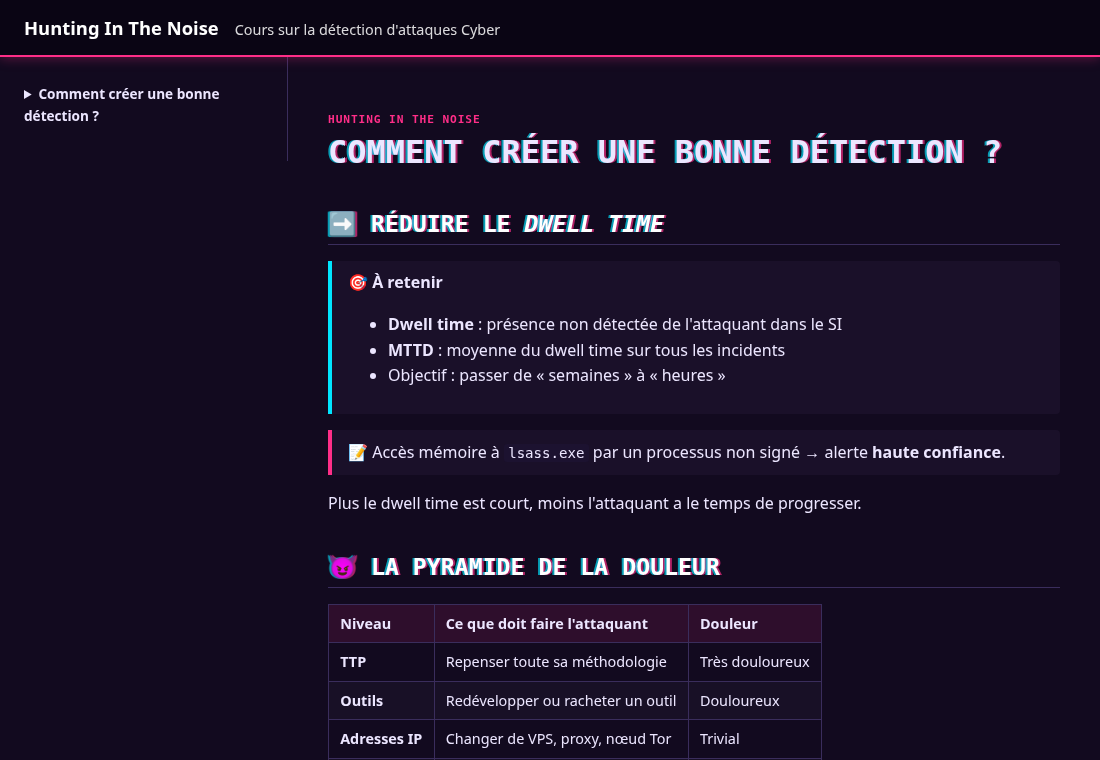 Hunting In The Noise Cours sur la détection d'attaques Cyber
▶ Comment créer une bonne
détection ?
HUNTING IN THE NOISE
COMMENT CRÉER UNE BONNE DÉTECTION ?
➡️ RÉDUIRE LE DWELL TIME
🎯 À retenir
• Dwell time : présence non détectée de l'attaquant dans le SI
• MTTD : moyenne du dwell time sur tous les incidents
• Objectif : passer de « semaines » à « heures »
📝 Accès mémoire à lsass.exe par un processus non signé → alerte haute confiance.
Plus le dwell time est court, moins l'attaquant a le temps de progresser.
😈 LA PYRAMIDE DE LA DOULEUR
Niveau Ce que doit faire l'attaquant Douleur
TTP Repenser toute sa méthodologie Très douloureux
Outils Redévelopper ou racheter un outil Douloureux
Adresses IP Changer de VPS, proxy, nœud Tor Trivial